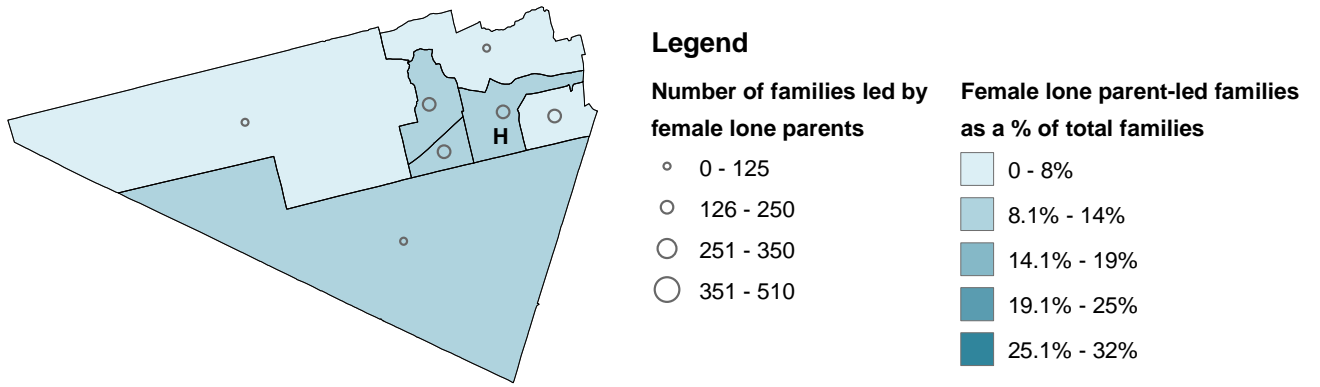 H
Legend
Number of families led by
female lone parents
0 - 125
126 - 250
251 - 350
351 - 510
Female lone parent-led families
as a % of total families
0 - 8%
8.1% - 14%
14.1% - 19%
19.1% - 25%
25.1% - 32%